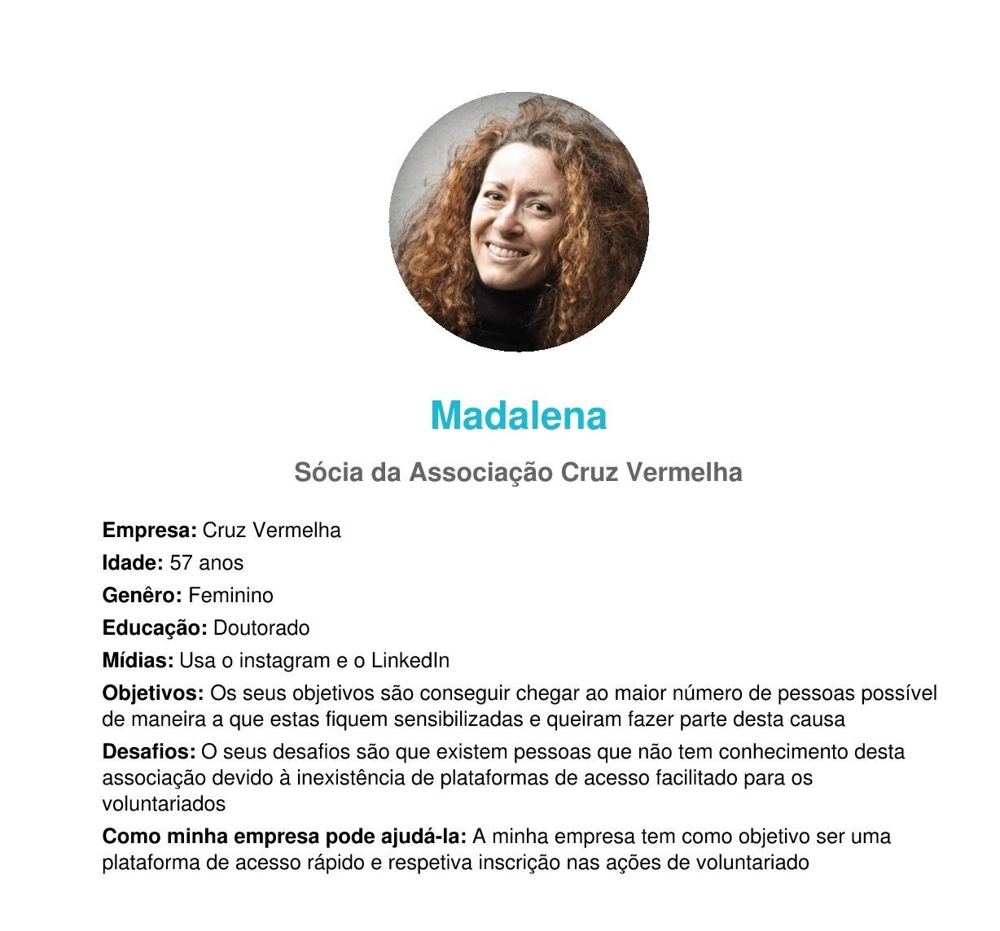 Madalena
Sócia da Associação Cruz Vermelha
Empresa: Cruz Vermelha
Idade: 57 anos
Genêro: Feminino
Educação: Doutorado
Mídias: Usa o instagram e o LinkedIn
Objetivos: Os seus objetivos são conseguir chegar ao maior número de pessoas possível
de maneira a que estas fiquem sensibilizadas e queiram fazer parte desta causa
Desafios: O seus desafios são que existem pessoas que não tem conhecimento desta
associação devido à inexistência de plataformas de acesso facilitado para os
voluntariados
Como minha empresa pode ajudá-la: A minha empresa tem como objetivo ser uma
plataforma de acesso rápido e respetiva inscrição nas ações de voluntariado